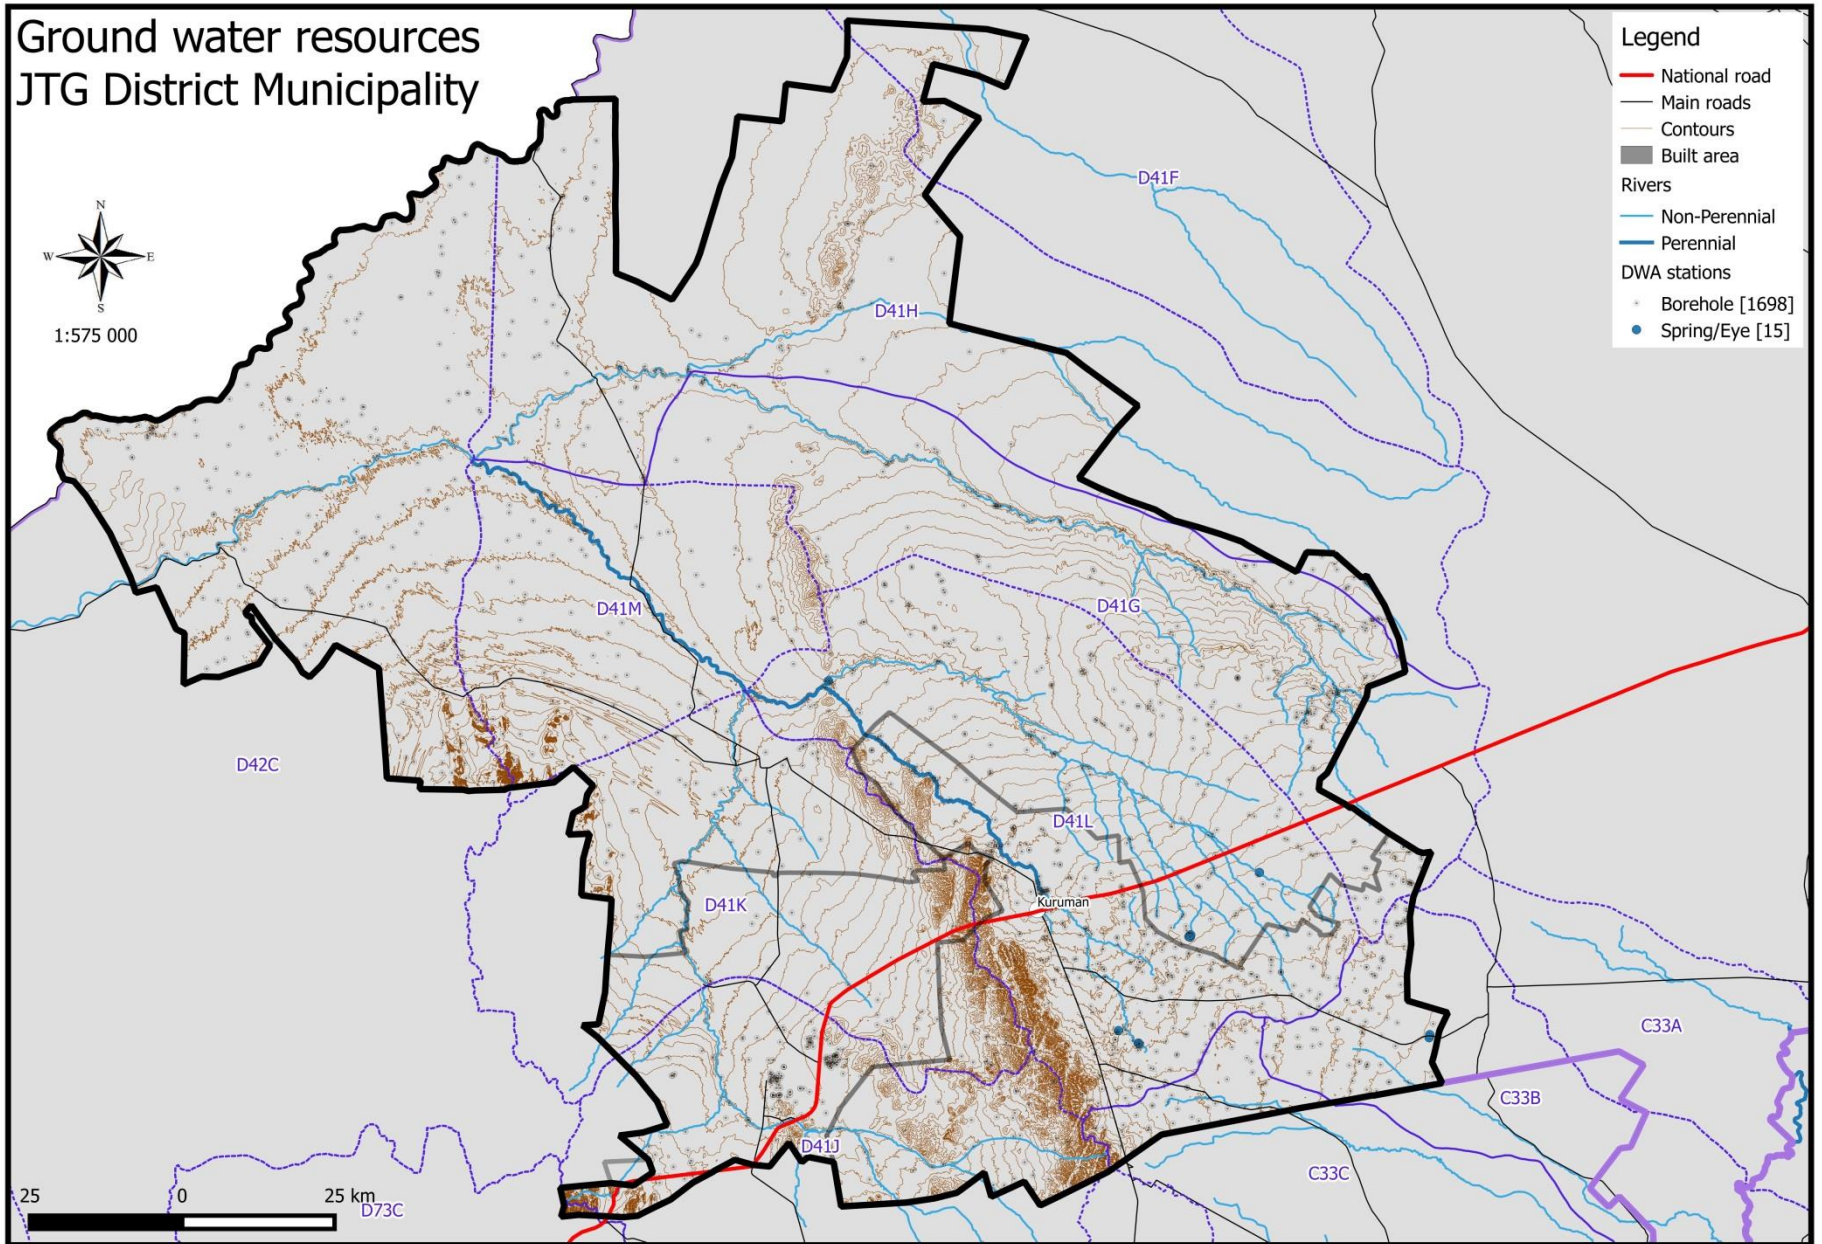 Ground water resources
JTG District Municipality
N
W
E
S
1:575 000
Legend
National road
Main roads
Contours
Built area
Rivers
Non-Perennial
Perennial
DWA stations
Borehole [1698]
Spring/Eye [15]
D41F
D41H
D41M
D41G
D42C
D41L
D41K
Kuruman
C33A
C33B
D41J
C33C
D73C
25
0
25 km